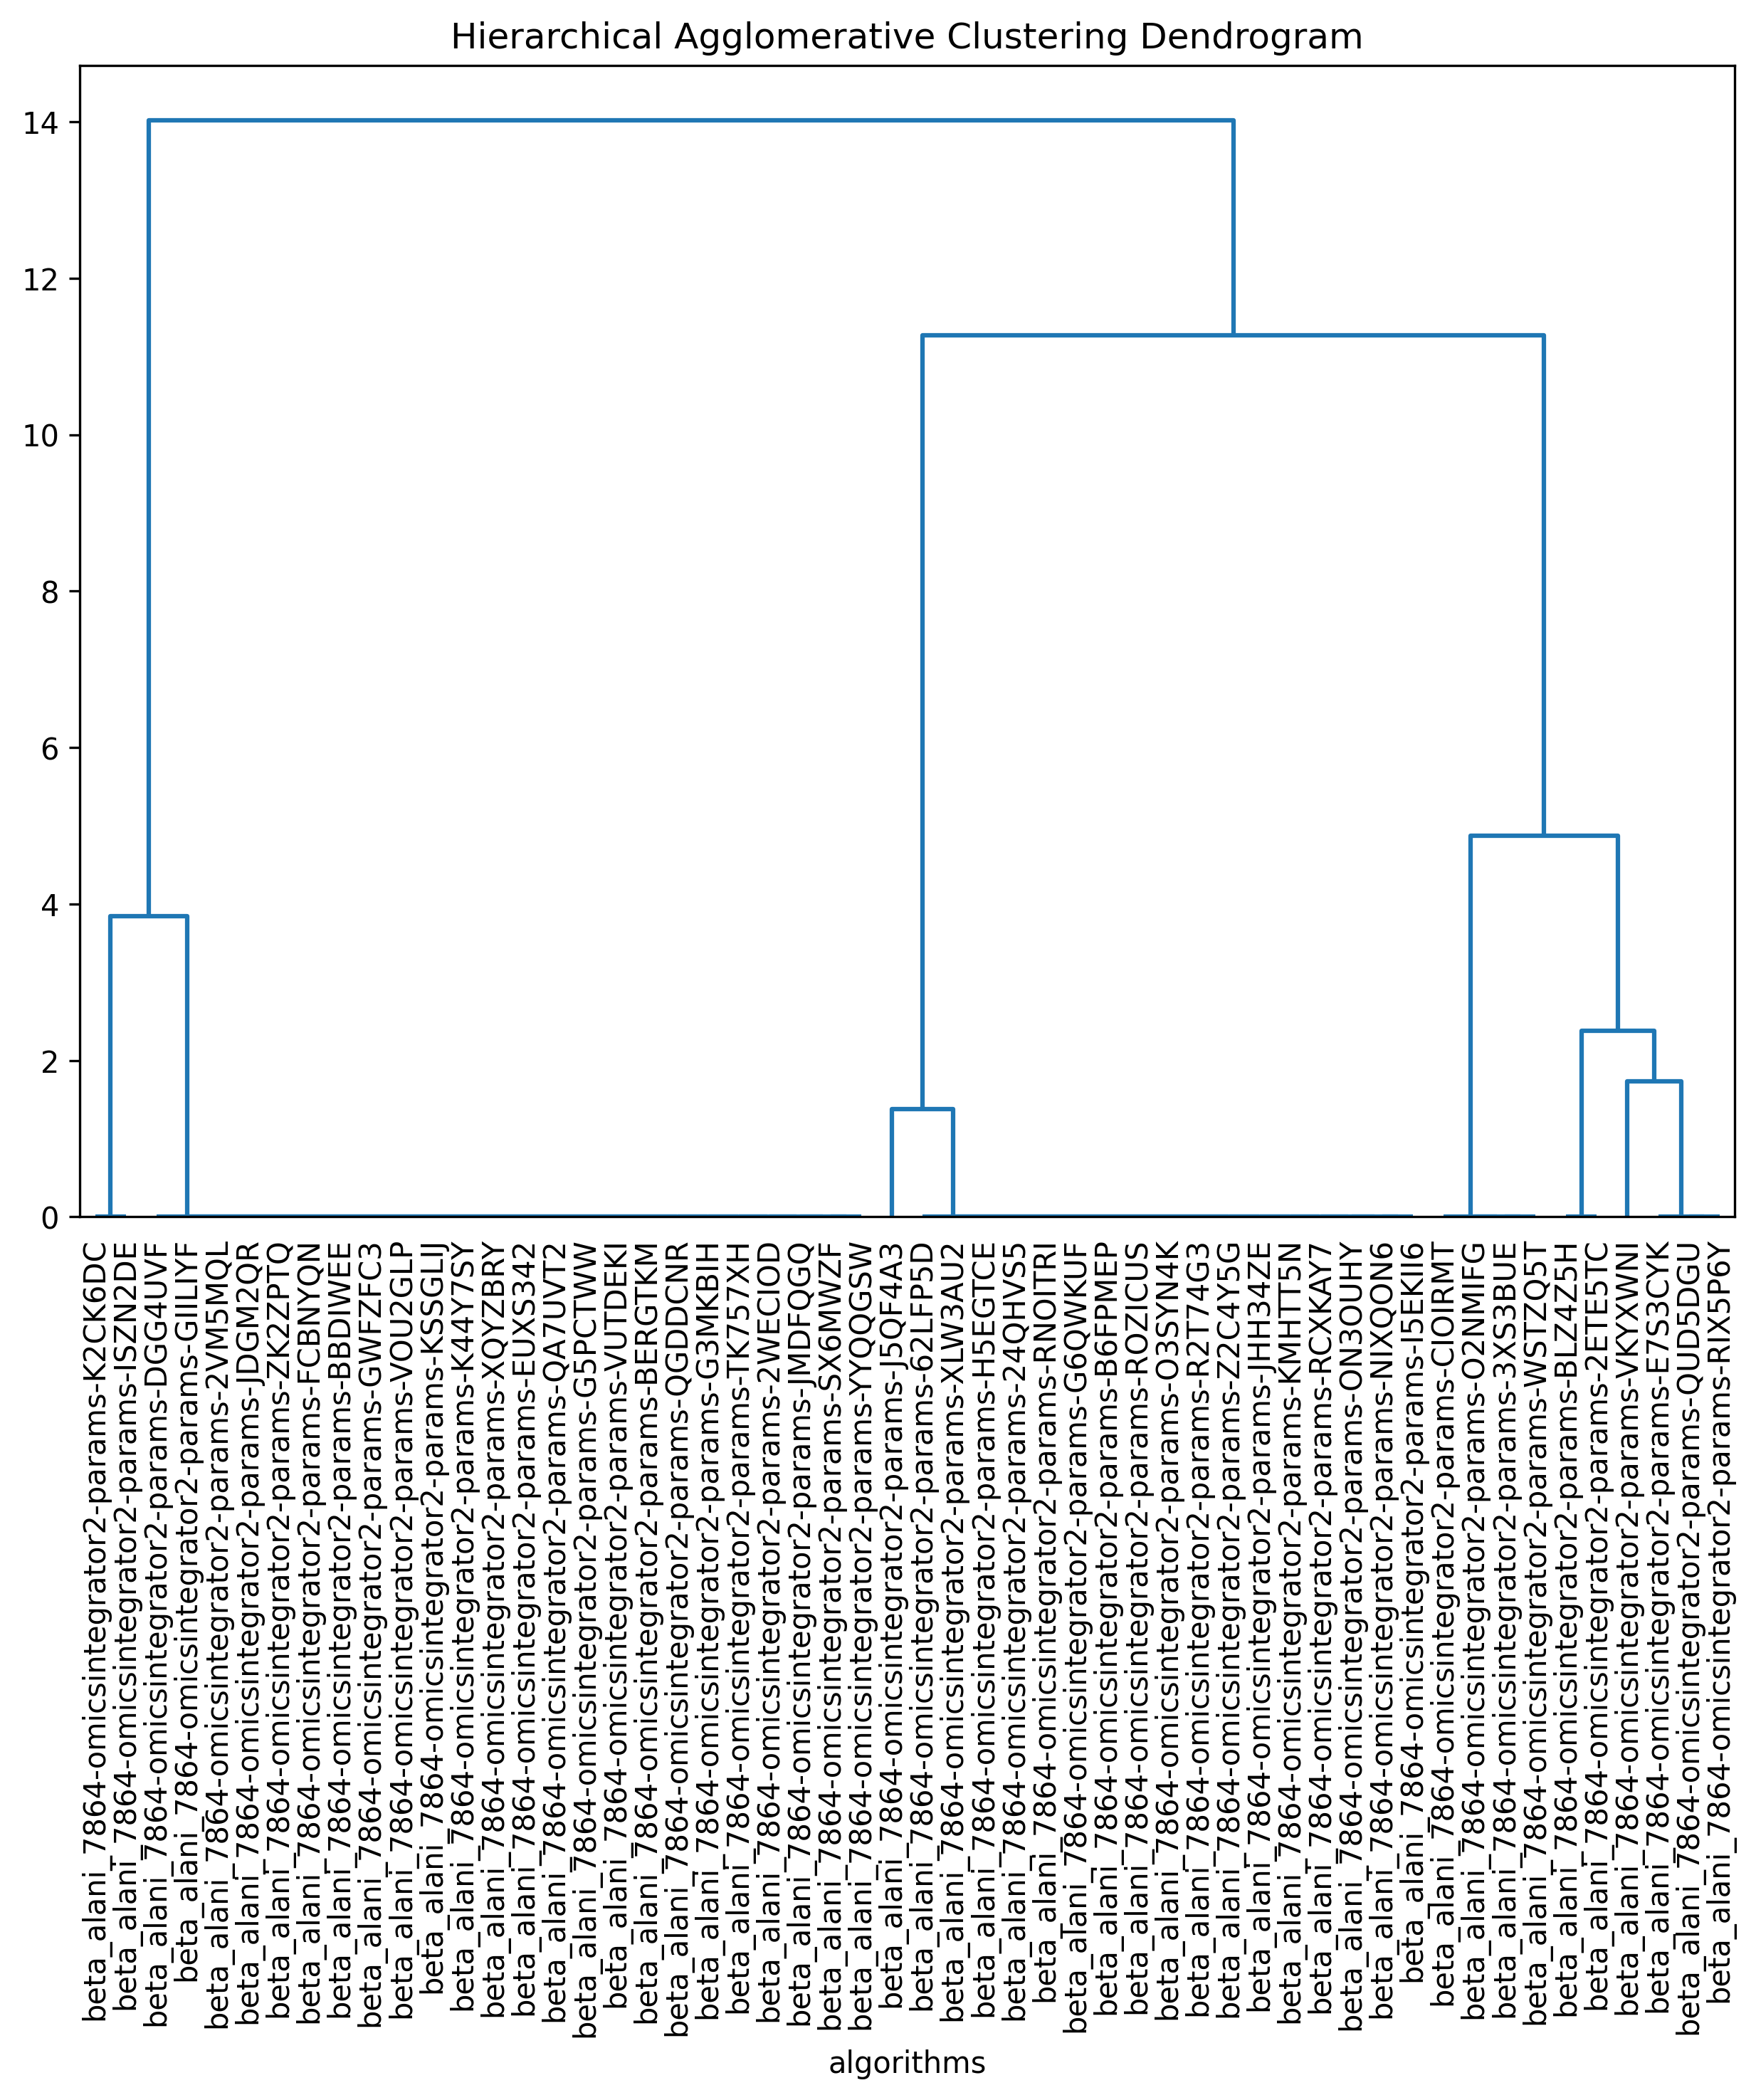 Hierarchical Agglomerative Clustering Dendrogram
14
12
10
8
6
4
2
0
beta_alani_7864-omicsintegrator2-params-K2CK6DC
beta_alani_7864-omicsintegrator2-params-ISZN2DE
beta_alani_7864-omicsintegrator2-params-DGG4UVF
beta_alani_7864-omicsintegrator2-params-GIILIYF
beta_alani_7864-omicsintegrator2-params-2VM5MQL
beta_alani_7864-omicsintegrator2-params-JDGM2QR
beta_alani_7864-omicsintegrator2-params-ZK2ZPTQ
beta_alani_7864-omicsintegrator2-params-FCBNYQN
beta_alani_7864-omicsintegrator2-params-BBDIWEE
beta_alani_7864-omicsintegrator2-params-GWFZFC3
beta_alani_7864-omicsintegrator2-params-VOU2GLP
beta_alani_7864-omicsintegrator2-params-KSSGLIJ
beta_alani_7864-omicsintegrator2-params-K44Y7SY
beta_alani_7864-omicsintegrator2-params-XQYZBRY
beta_alani_7864-omicsintegrator2-params-EUXS342
beta_alani_7864-omicsintegrator2-params-QA7UVT2
beta_alani_7864-omicsintegrator2-params-G5PCTWW
beta_alani_7864-omicsintegrator2-params-VUTDEKI
beta_alani_7864-omicsintegrator2-params-BERGTKM
beta_alani_7864-omicsintegrator2-params-QGDDCNR
beta_alani_7864-omicsintegrator2-params-G3MKBIH
beta_alani_7864-omicsintegrator2-params-TK757XH
beta_alani_7864-omicsintegrator2-params-2WECIOD
beta_alani_7864-omicsintegrator2-params-JMDFQGQ
beta_alani_7864-omicsintegrator2-params-SX6MWZF
beta_alani_7864-omicsintegrator2-params-YYQQGSW
beta_alani_7864-omicsintegrator2-params-J5QF4A3
beta_alani_7864-omicsintegrator2-params-62LFP5D
beta_alani_7864-omicsintegrator2-params-XLW3AU2
beta_alani_7864-omicsintegrator2-params-H5EGTCE
beta_alani_7864-omicsintegrator2-params-24QHVS5
beta_alani_7864-omicsintegrator2-params-RNOITRI
beta_alani_7864-omicsintegrator2-params-G6QWKUF
beta_alani_7864-omicsintegrator2-params-B6FPMEP
beta_alani_7864-omicsintegrator2-params-ROZICUS
beta_alani_7864-omicsintegrator2-params-O3SYN4K
beta_alani_7864-omicsintegrator2-params-R2T74G3
beta_alani_7864-omicsintegrator2-params-Z2C4Y5G
beta_alani_7864-omicsintegrator2-params-JHH34ZE
beta_alani_7864-omicsintegrator2-params-KMHTT5N
beta_alani_7864-omicsintegrator2-params-RCXKAY7
beta_alani_7864-omicsintegrator2-params-ON3OUHY
beta_alani_7864-omicsintegrator2-params-NIXQON6
beta_alani_7864-omicsintegrator2-params-I5EKII6
beta_alani_7864-omicsintegrator2-params-CIOIRMT
beta_alani_7864-omicsintegrator2-params-O2NMIFG
beta_alani_7864-omicsintegrator2-params-3XS3BUE
beta_alani_7864-omicsintegrator2-params-WSTZQ5T
beta_alani_7864-omicsintegrator2-params-BLZ4Z5H
beta_alani_7864-omicsintegrator2-params-2ETE5TC
beta_alani_7864-omicsintegrator2-params-VKYXWNI
beta_alani_7864-omicsintegrator2-params-E7S3CYK
beta_alani_7864-omicsintegrator2-params-QUD5DGU
beta_alani_7864-omicsintegrator2-params-RIX5P6Y
algorithms